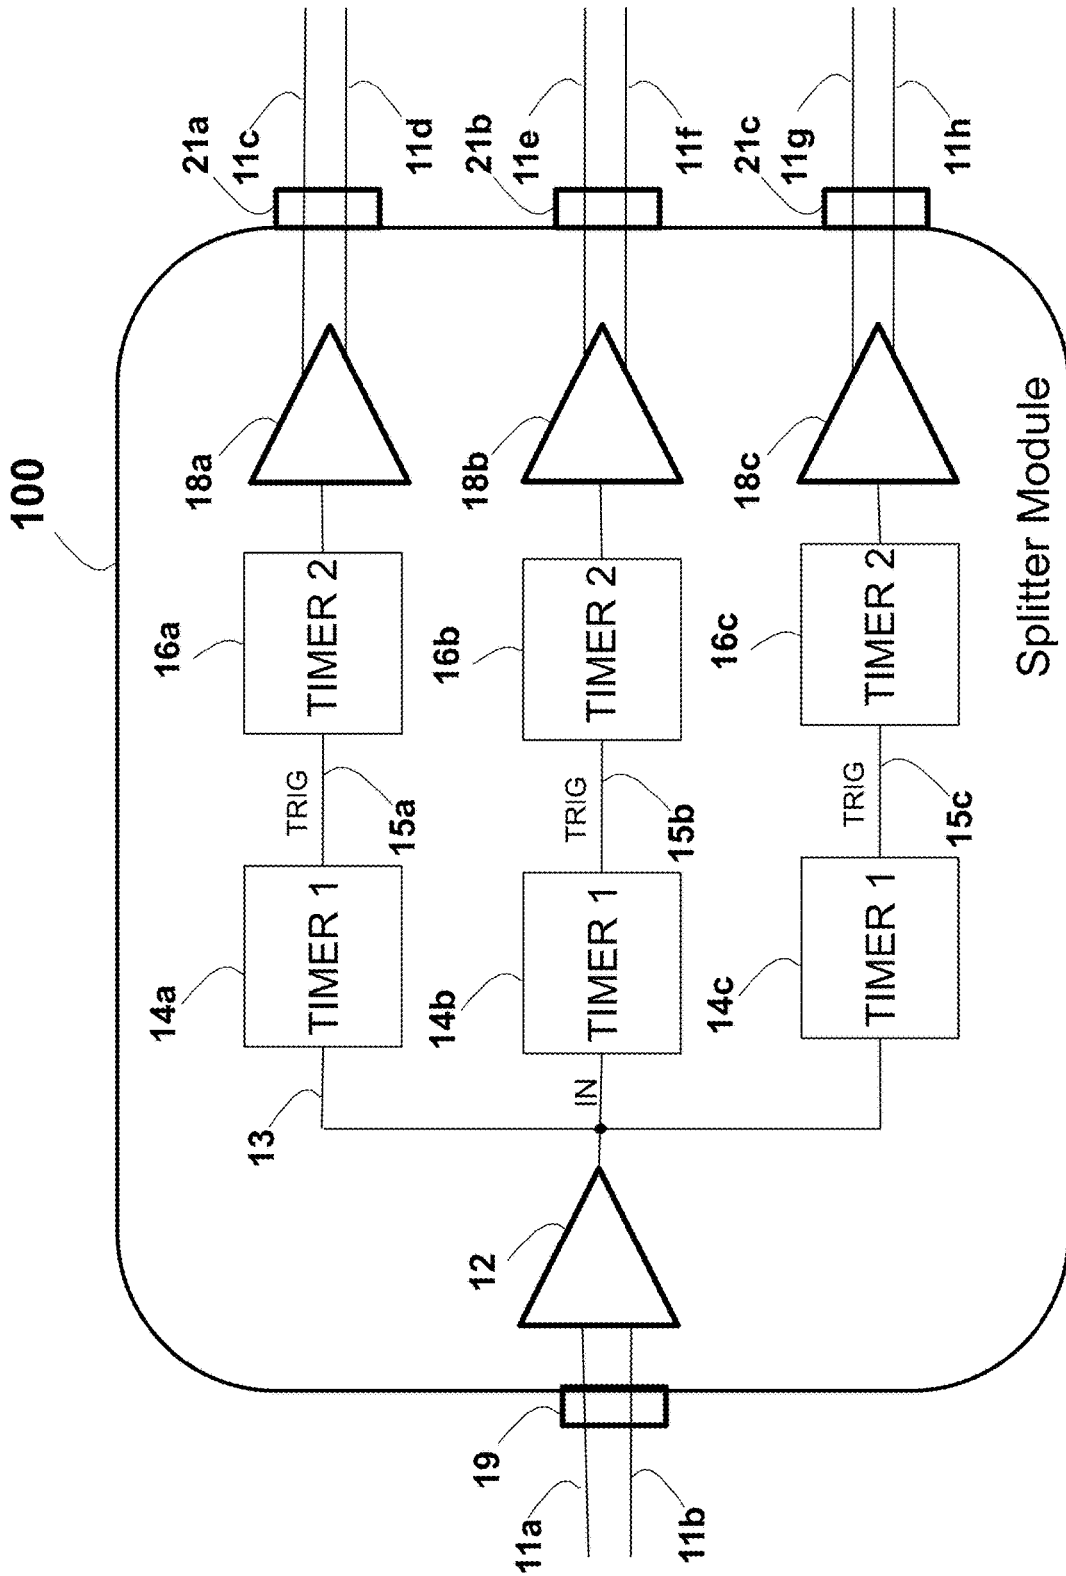 100
21a
11c
11d
21b
11e
11f
21c
11g
11h
18a
18b
18c
16a
TIMER 2
16b
TIMER 2
16c
TIMER 2
TRIG
15a
TRIG
15b
TRIG
15c
14a
TIMER 1
14b
TIMER 1
14c
TIMER 1
13
IN
12
19
11a
11b
Splitter Module